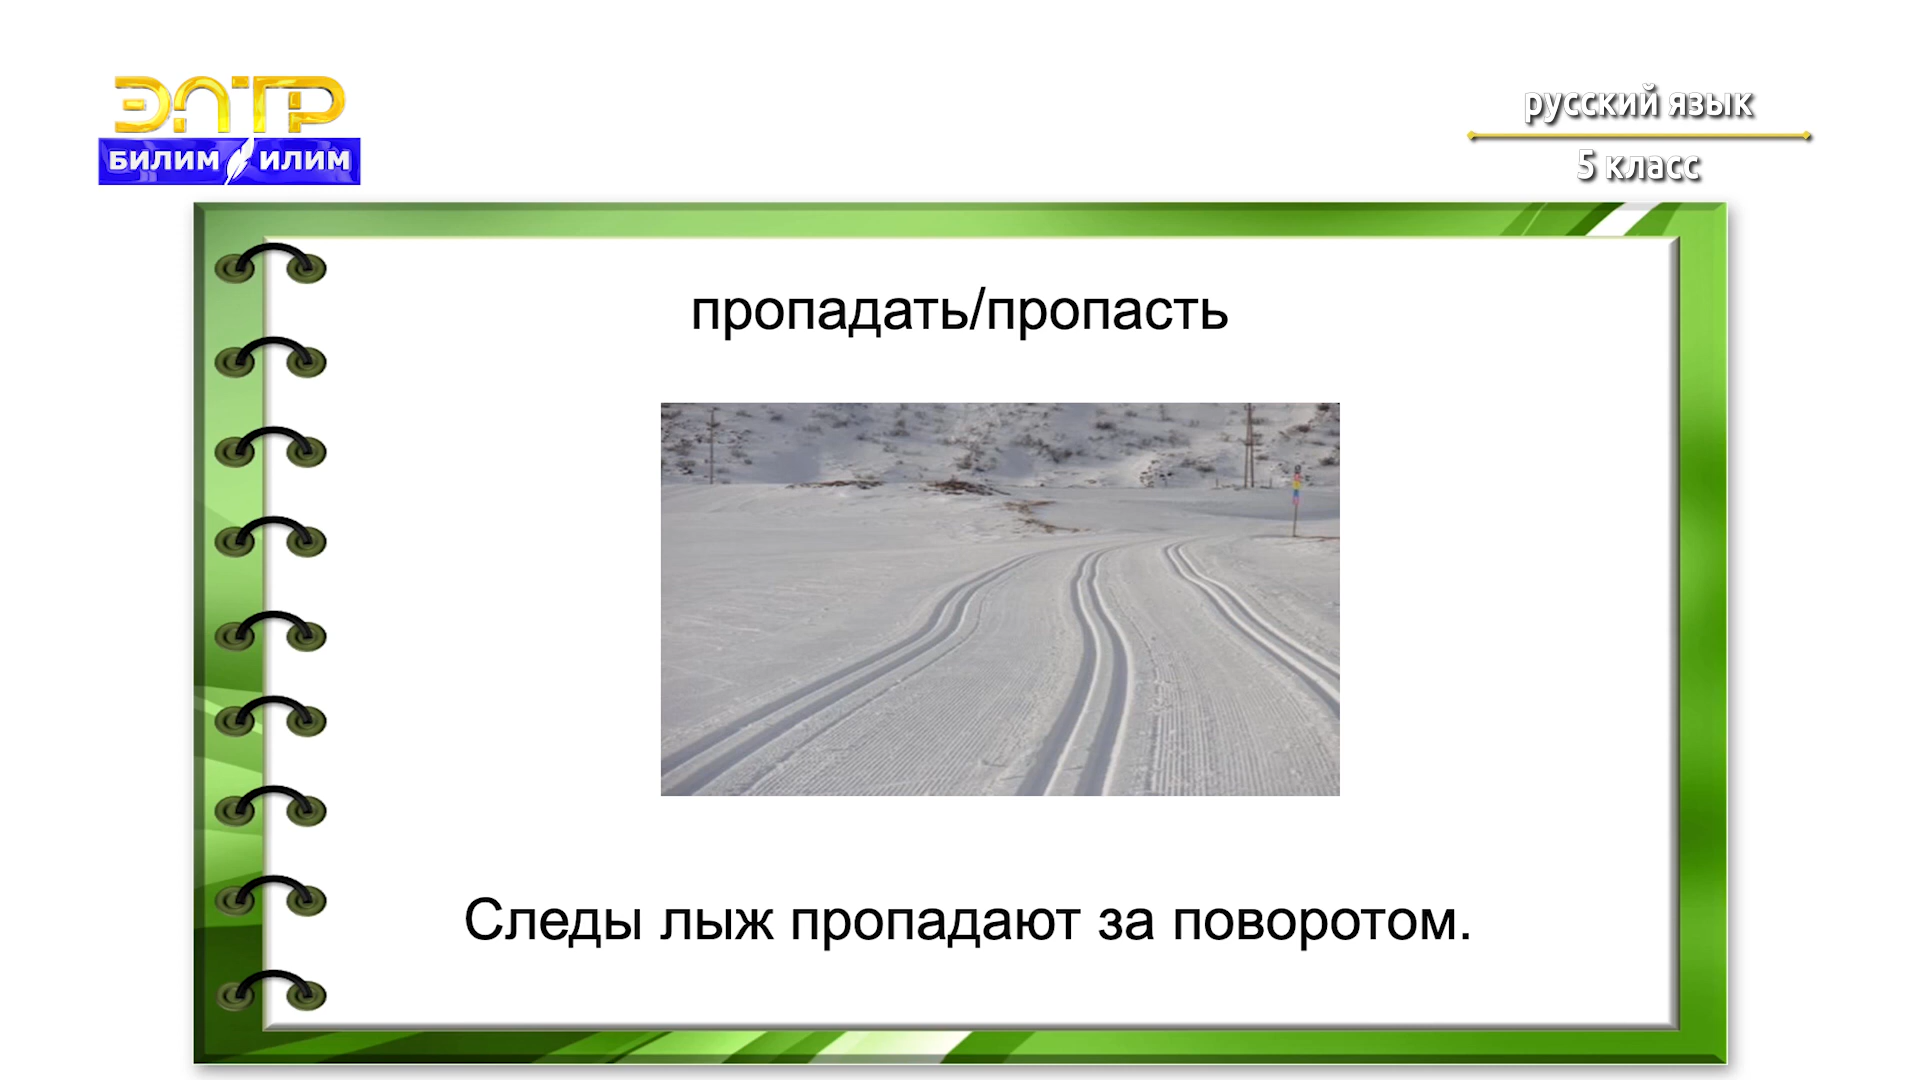 ЭЛТР
БИЛИМ ИЛИМ
русский язык
5 класс
пропадать/пропасть
Следы лыж пропадают за поворотом.